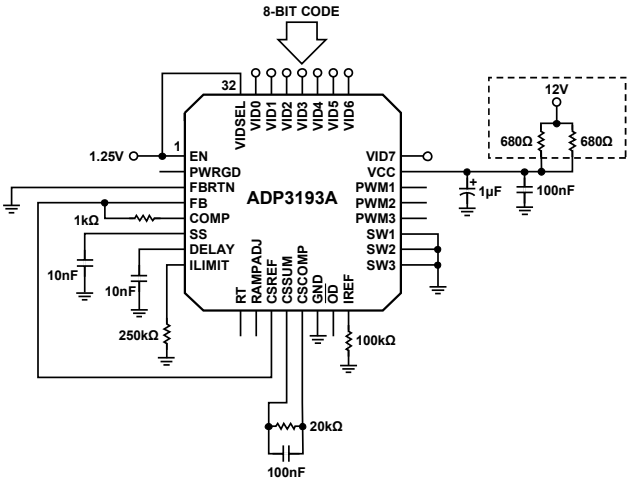 8-BIT CODE
32
VIDSEL
VID0
VID1
VID2
VID3
VID4
VID5
VID6
12V
680Ω
680Ω
1
1.25V
EN
PWRGD
FBRTN
FB
COMP
SS
DELAY
ILIMIT
ADP3193A
VID7
VCC
PWM1
PWM2
PWM3
SW1
SW2
SW3
+
1µF
100nF
1kΩ
10nF
10nF
250kΩ
RT
RAMPADJ
CSREF
CSSUM
CSCOMP
GND
OD
IREF
100kΩ
20kΩ
100nF